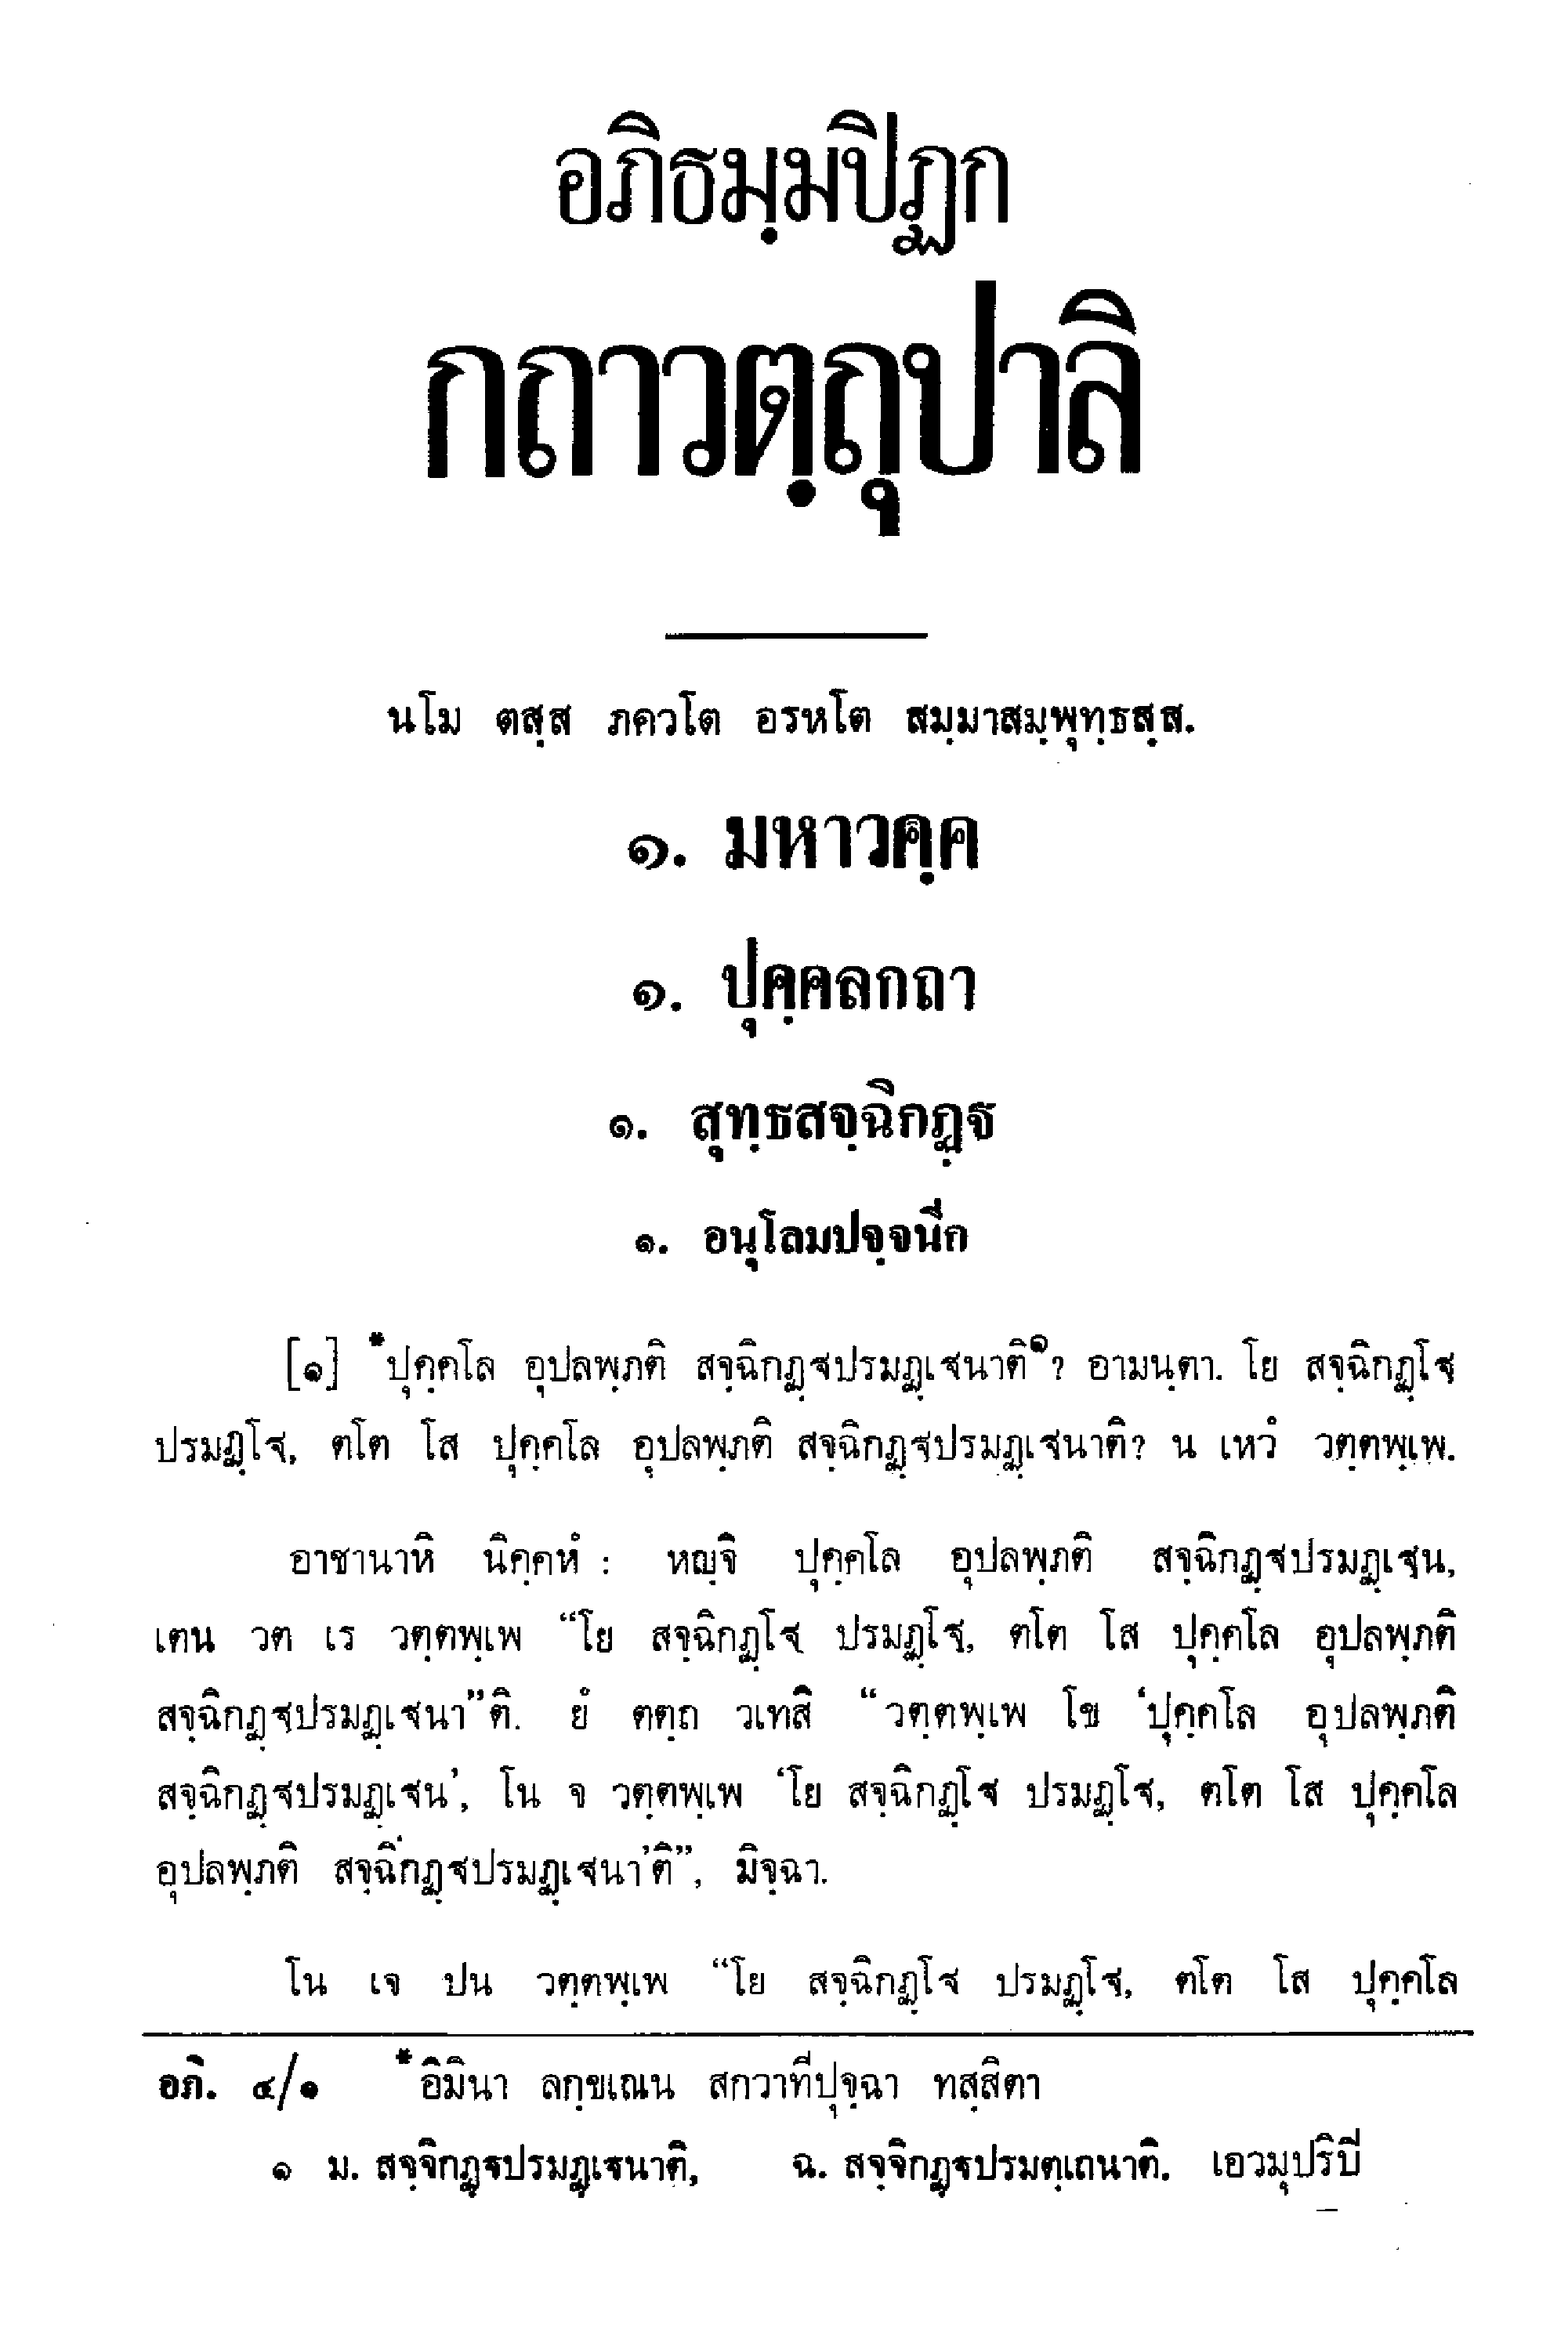 อภิธมฺมปิฏก
กถาวตฺถุปาลิ
นโม ตสฺส ภควโต อรหโต สมฺมาสมฺพุทฺธสฺส.
๑. มหาวคฺค
๑. ปุคฺคลกถา
๑. สุทฺธสจฺฉิกฏฺฐ
๑. อนุโลมปจฺจนีก
[๑] *ปุคฺคโล อุปลพฺภติ สจฺฉิกฏฺฐปรมฏฺเฐนาติ๑? อามนฺตา. โย สจฺฉิกฏฺโฐ
ปรมฏฺโฐ, ตโต โส ปุคฺคโล อุปลพฺภติ สจฺฉิกฏฺฐปรมฏฺเฐนาติ? น เหวํ วตฺตพฺเพ.
อาชานาหิ นิคฺคหํ : หญฺจิ ปุคฺคโล อุปลพฺภติ สจฺฉิกฏฺฐปรมฏฺเฐน,
เตน วต เร วตฺตพฺเพ “โย สจฺฉิกฏฺโฐ ปรมฏฺโฐ, ตโต โส ปุคฺคโล อุปลพฺภติ
สจฺฉิกฏฺฐปรมฏฺเฐนา”ติ. ยํ ตตฺถ วเทสิ “วตฺตพฺเพ โข ‘ปุคฺคโล อุปลพฺภติ
สจฺฉิกฏฺฐปรมฏฺเฐน’, โน จ วตฺตพฺเพ ‘โย สจฺฉิกฏฺโฐ ปรมฏฺโฐ, ตโต โส ปุคฺคโล
อุปลพฺภติ สจฺฉิกฏฺฐปรมฏฺเฐนา’ติ”, มิจฺฉา.
โน เจ ปน วตฺตพฺเพ “โย สจฺฉิกฏฺโฐ ปรมฏฺโฐ, ตโต โส ปุคฺคโล
อภิ. ๔/๑ *อิมินา ลกฺขเณน สกวาทีปุจฺฉา ทสฺสิตา
๑ ม. สจฺจิกฏฺฐปรมฏฺเฐนาติ, ฉ. สจฺจิกฏฺฐปรมตฺเถนาติ. เอวมุปริปี